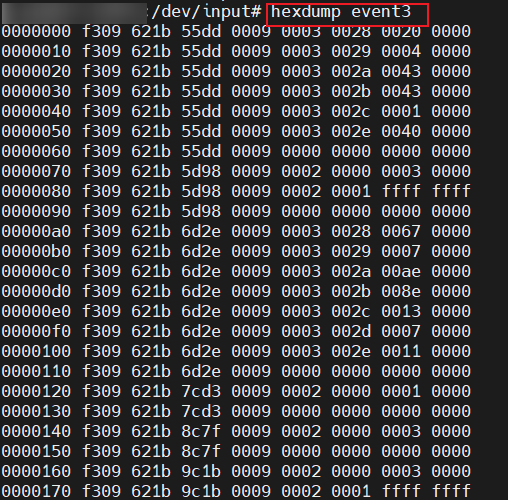 :/dev/input# hexdump event3
0000000 f309 621b 55dd 0009 0003 0028 0020 0000
0000010 f309 621b 55dd 0009 0003 0029 0004 0000
0000020 f309 621b 55dd 0009 0003 002a 0043 0000
0000030 f309 621b 55dd 0009 0003 002b 0043 0000
0000040 f309 621b 55dd 0009 0003 002c 0001 0000
0000050 f309 621b 55dd 0009 0003 002e 0040 0000
0000060 f309 621b 55dd 0009 0000 0000 0000 0000
0000070 f309 621b 5d98 0009 0002 0000 0003 0000
0000080 f309 621b 5d98 0009 0002 0001 ffff ffff
0000090 f309 621b 5d98 0009 0000 0000 0000 0000
00000a0 f309 621b 6d2e 0009 0003 0028 0067 0000
00000b0 f309 621b 6d2e 0009 0003 0029 0007 0000
00000c0 f309 621b 6d2e 0009 0003 002a 00ae 0000
00000d0 f309 621b 6d2e 0009 0003 002b 008e 0000
00000e0 f309 621b 6d2e 0009 0003 002c 0013 0000
00000f0 f309 621b 6d2e 0009 0003 002d 0007 0000
0000100 f309 621b 6d2e 0009 0003 002e 0011 0000
0000110 f309 621b 6d2e 0009 0000 0000 0000 0000
0000120 f309 621b 7cd3 0009 0002 0000 0001 0000
0000130 f309 621b 7cd3 0009 0000 0000 0000 0000
0000140 f309 621b 8c7f 0009 0002 0000 0003 0000
0000150 f309 621b 8c7f 0009 0000 0000 0000 0000
0000160 f309 621b 9c1b 0009 0002 0000 0003 0000
0000170 f309 621b 9c1b 0009 0002 0001 ffff ffff